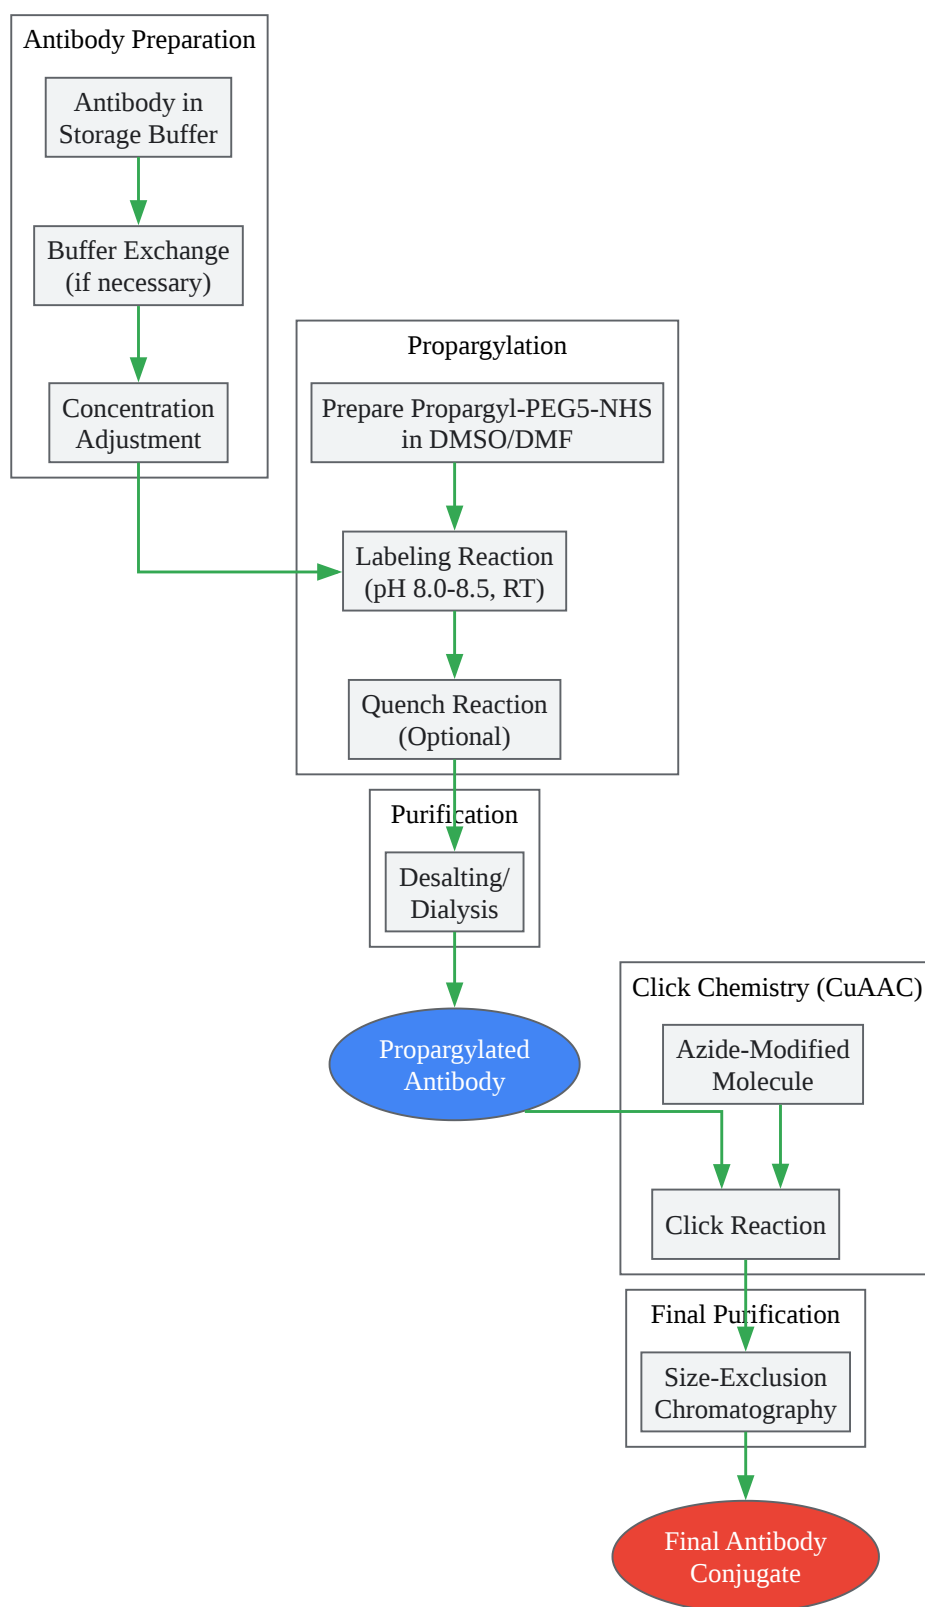 Antibody Preparation
Antibody in
Storage Buffer
Buffer Exchange
(if necessary)
Concentration
Adjustment
Propargylation
Prepare Propargyl-PEG5-NHS
in DMSO/DMF
Labeling Reaction
(pH 8.0-8.5, RT)
Quench Reaction
(Optional)
Purification
Desalting/
Dialysis
Propargylated
Antibody
Click Chemistry (CuAAC)
Azide-Modified
Molecule
Click Reaction
Final Purification
Size-Exclusion
Chromatography
Final Antibody
Conjugate